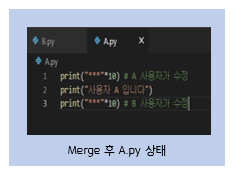 B.py A.py X
A.py
1 print("***"*10) # A 사용자가 수정
2 print("사용자 A 입니다")
3 print("***"*10) # B 사용자가 수정
Merge 후 A.py 상태